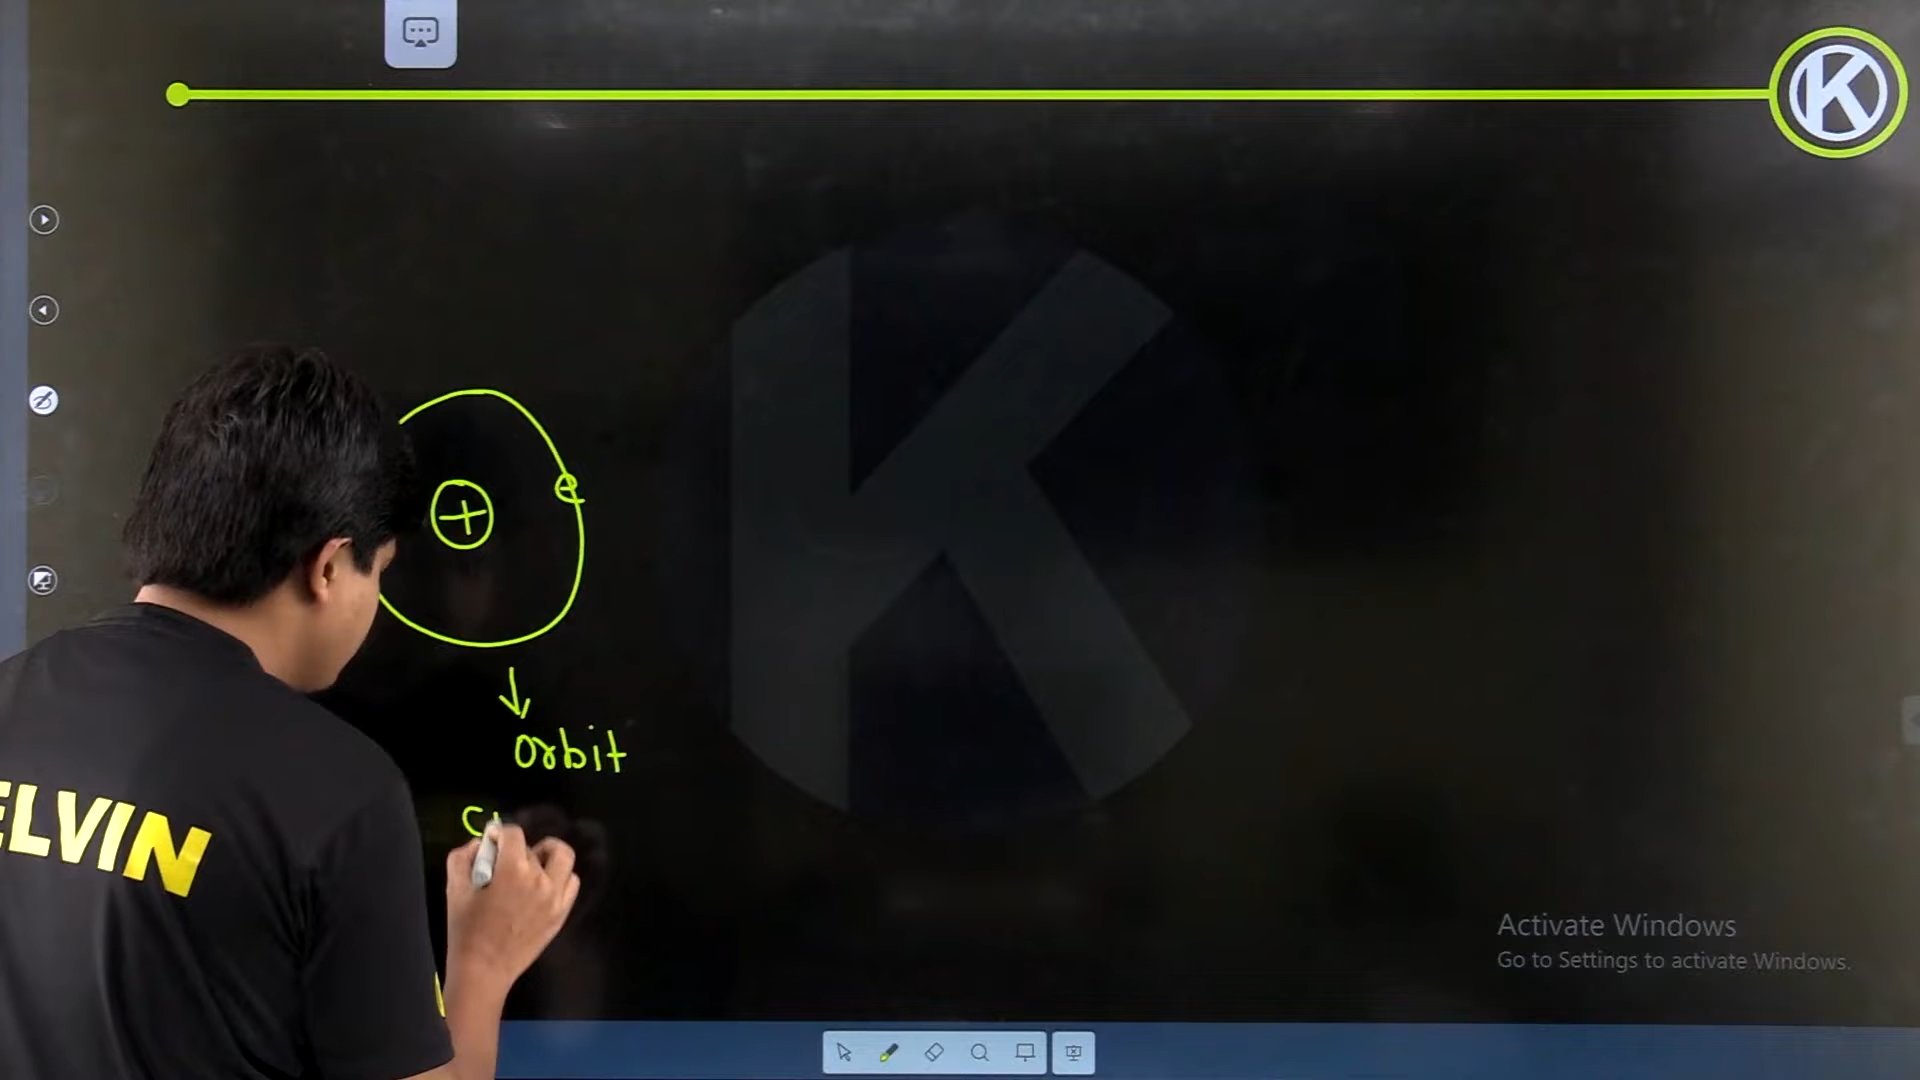 K
+
orbit
ELVIN
Activate Windows
Go to Settings to activate Windows.